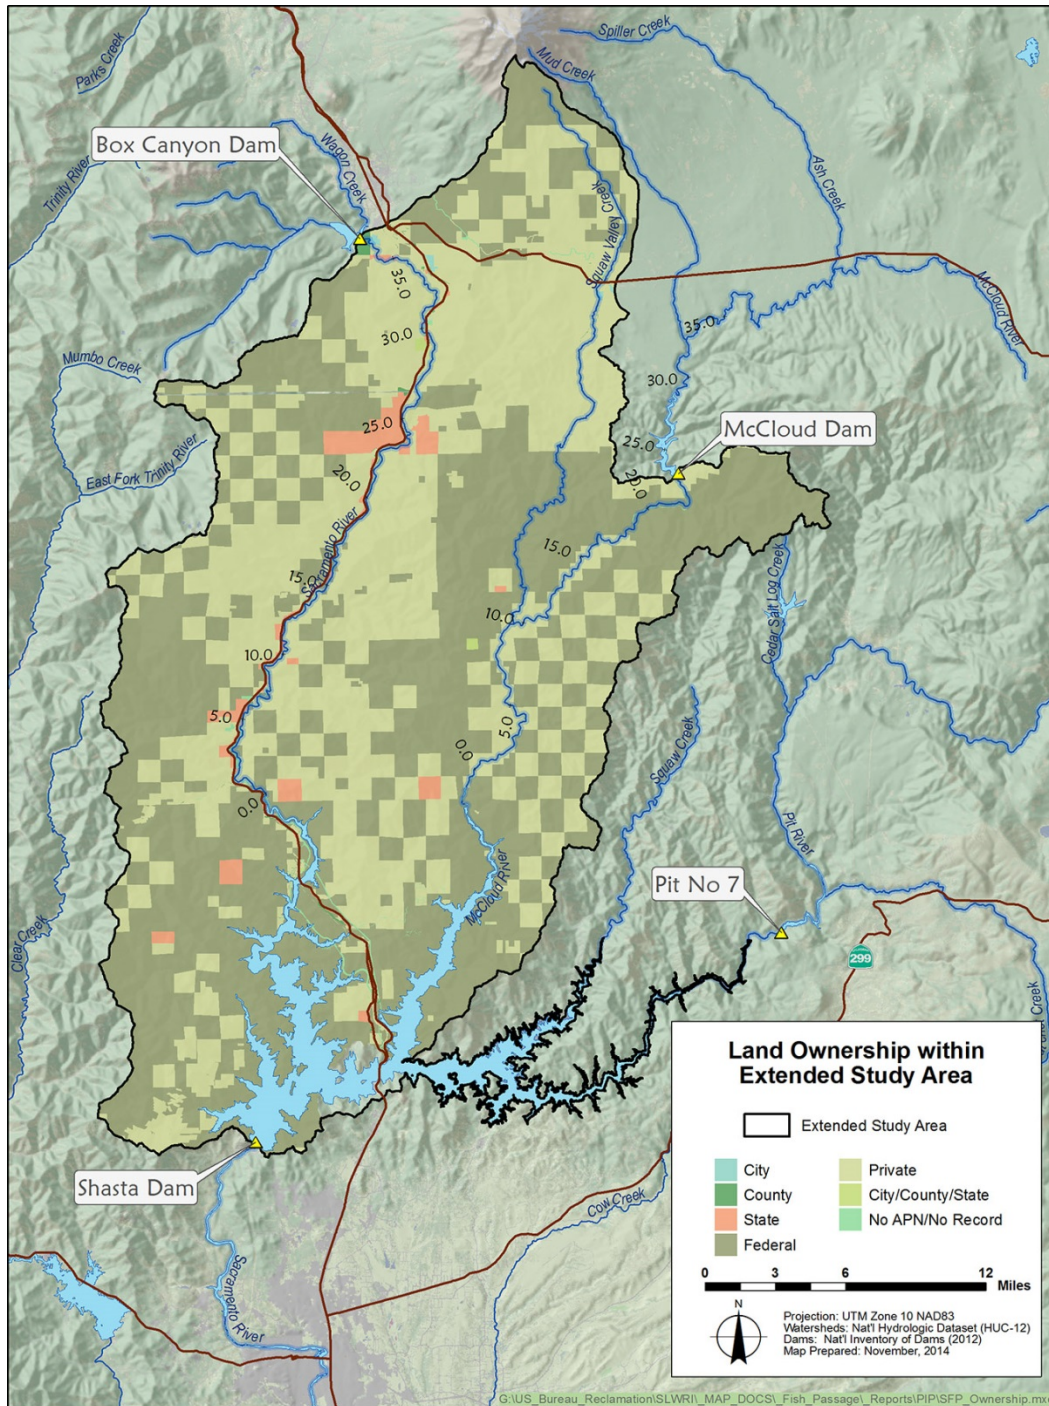 Spiller Creek
Parks Creek
Mud Creek
Box Canyon Dam
Wagon Creek
Trinity River
Ash Creek
Squaw Valley Creek
McCloud River
35.0
35.0
30.0
Mumbo Creek
30.0
25.0
McCloud Dam
25.0
20.0
East Fork Trinity River
20.0
Sacramento River
15.0
15.0
Cedar Salt Log Creek
10.0
10.0
5.0
5.0
0.0
Squaw Creek
0.0
Pit River
McCloud River
Pit No 7
Clear Creek
299
Shasta Dam
Sacramento River
Cow Creek
Creek
Land Ownership within
Extended Study Area
Extended Study Area
City
County
State
Federal
Private
City/County/State
No APN/No Record
0 3 6 12
Miles
N
Projection: UTM Zone 10 NAD83
Watersheds: Nat'l Hydrologic Dataset (HUC-12)
Dams: Nat'l Inventory of Dams (2012)
Map Prepared: November, 2014
G:\US_Bureau_Reclamation\SLWRI\_MAP_DOCS\_Fish_Passage\_Reports\PIP\SFP_Ownership.mx